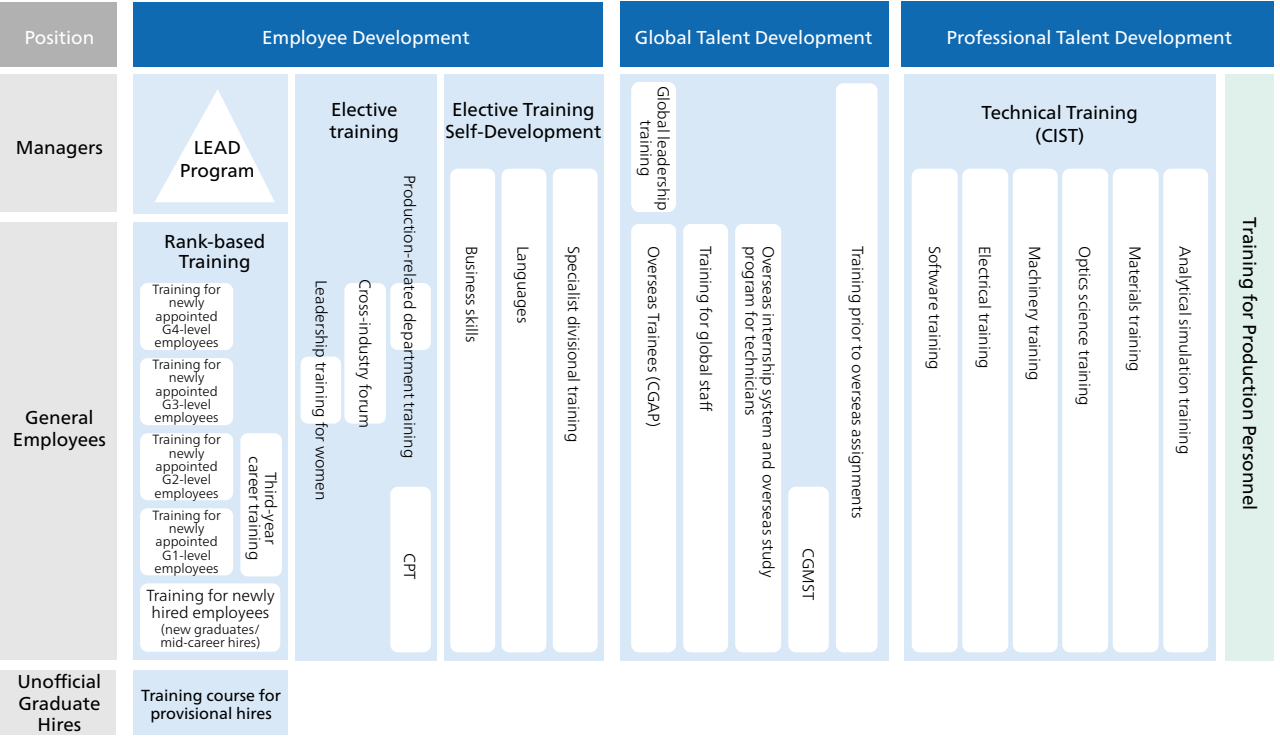 Position
Employee Development
Global Talent Development
Professional Talent Development
Managers
LEAD
Program
Elective
training
Elective Training
Self-Development
Global leadership
training
Technical Training
(CIST)
General
Employees
Rank-based
Training
Training for
newly
appointed
G4-level
employees
Training for
newly
appointed
G3-level
employees
Training for
newly
appointed
G2-level
employees
Training for
newly
appointed
G1-level
employees
Third-year
career training
Training for newly
hired employees
(new graduates/
mid-career hires)
Leadership training for women
Cross-industry forum
Production-related department training
CPT
Business skills
Languages
Specialist divisional training
Overseas Trainees (CGAP)
Training for global staff
Overseas internship system and overseas study
program for technicians
CGMST
Training prior to overseas assignments
Software training
Electrical training
Machinery training
Optics science training
Materials training
Analytical simulation training
Training for Production Personnel
Unofficial
Graduate
Hires
Training course for
provisional hires